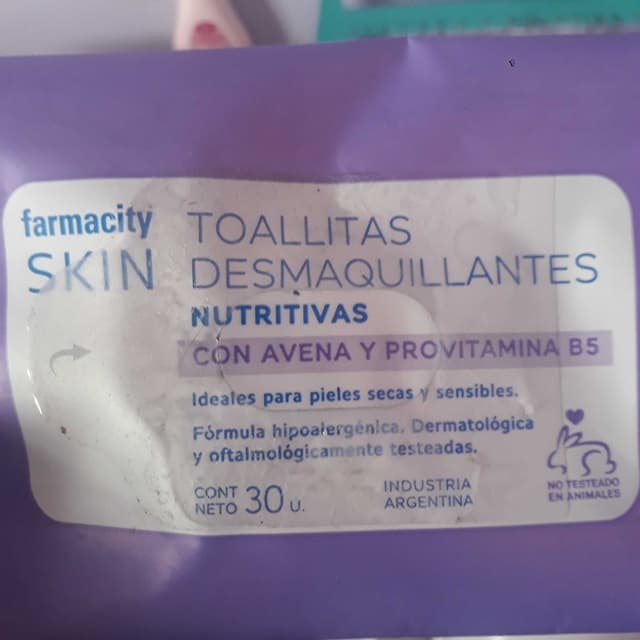 farmacity
SKIN
TOALLITAS
DESMAQUILLANTES
NUTRITIVAS
CON AVENA Y PROVITAMINA B5
Ideales para pieles secas y sensibles.
Fórmula hipoalergénica. Dermatológica
y oftalmológicamente testeadas.
CONT
NETO 30 U.
INDUSTRIA
ARGENTINA
NO TESTEADO
EN ANIMALES